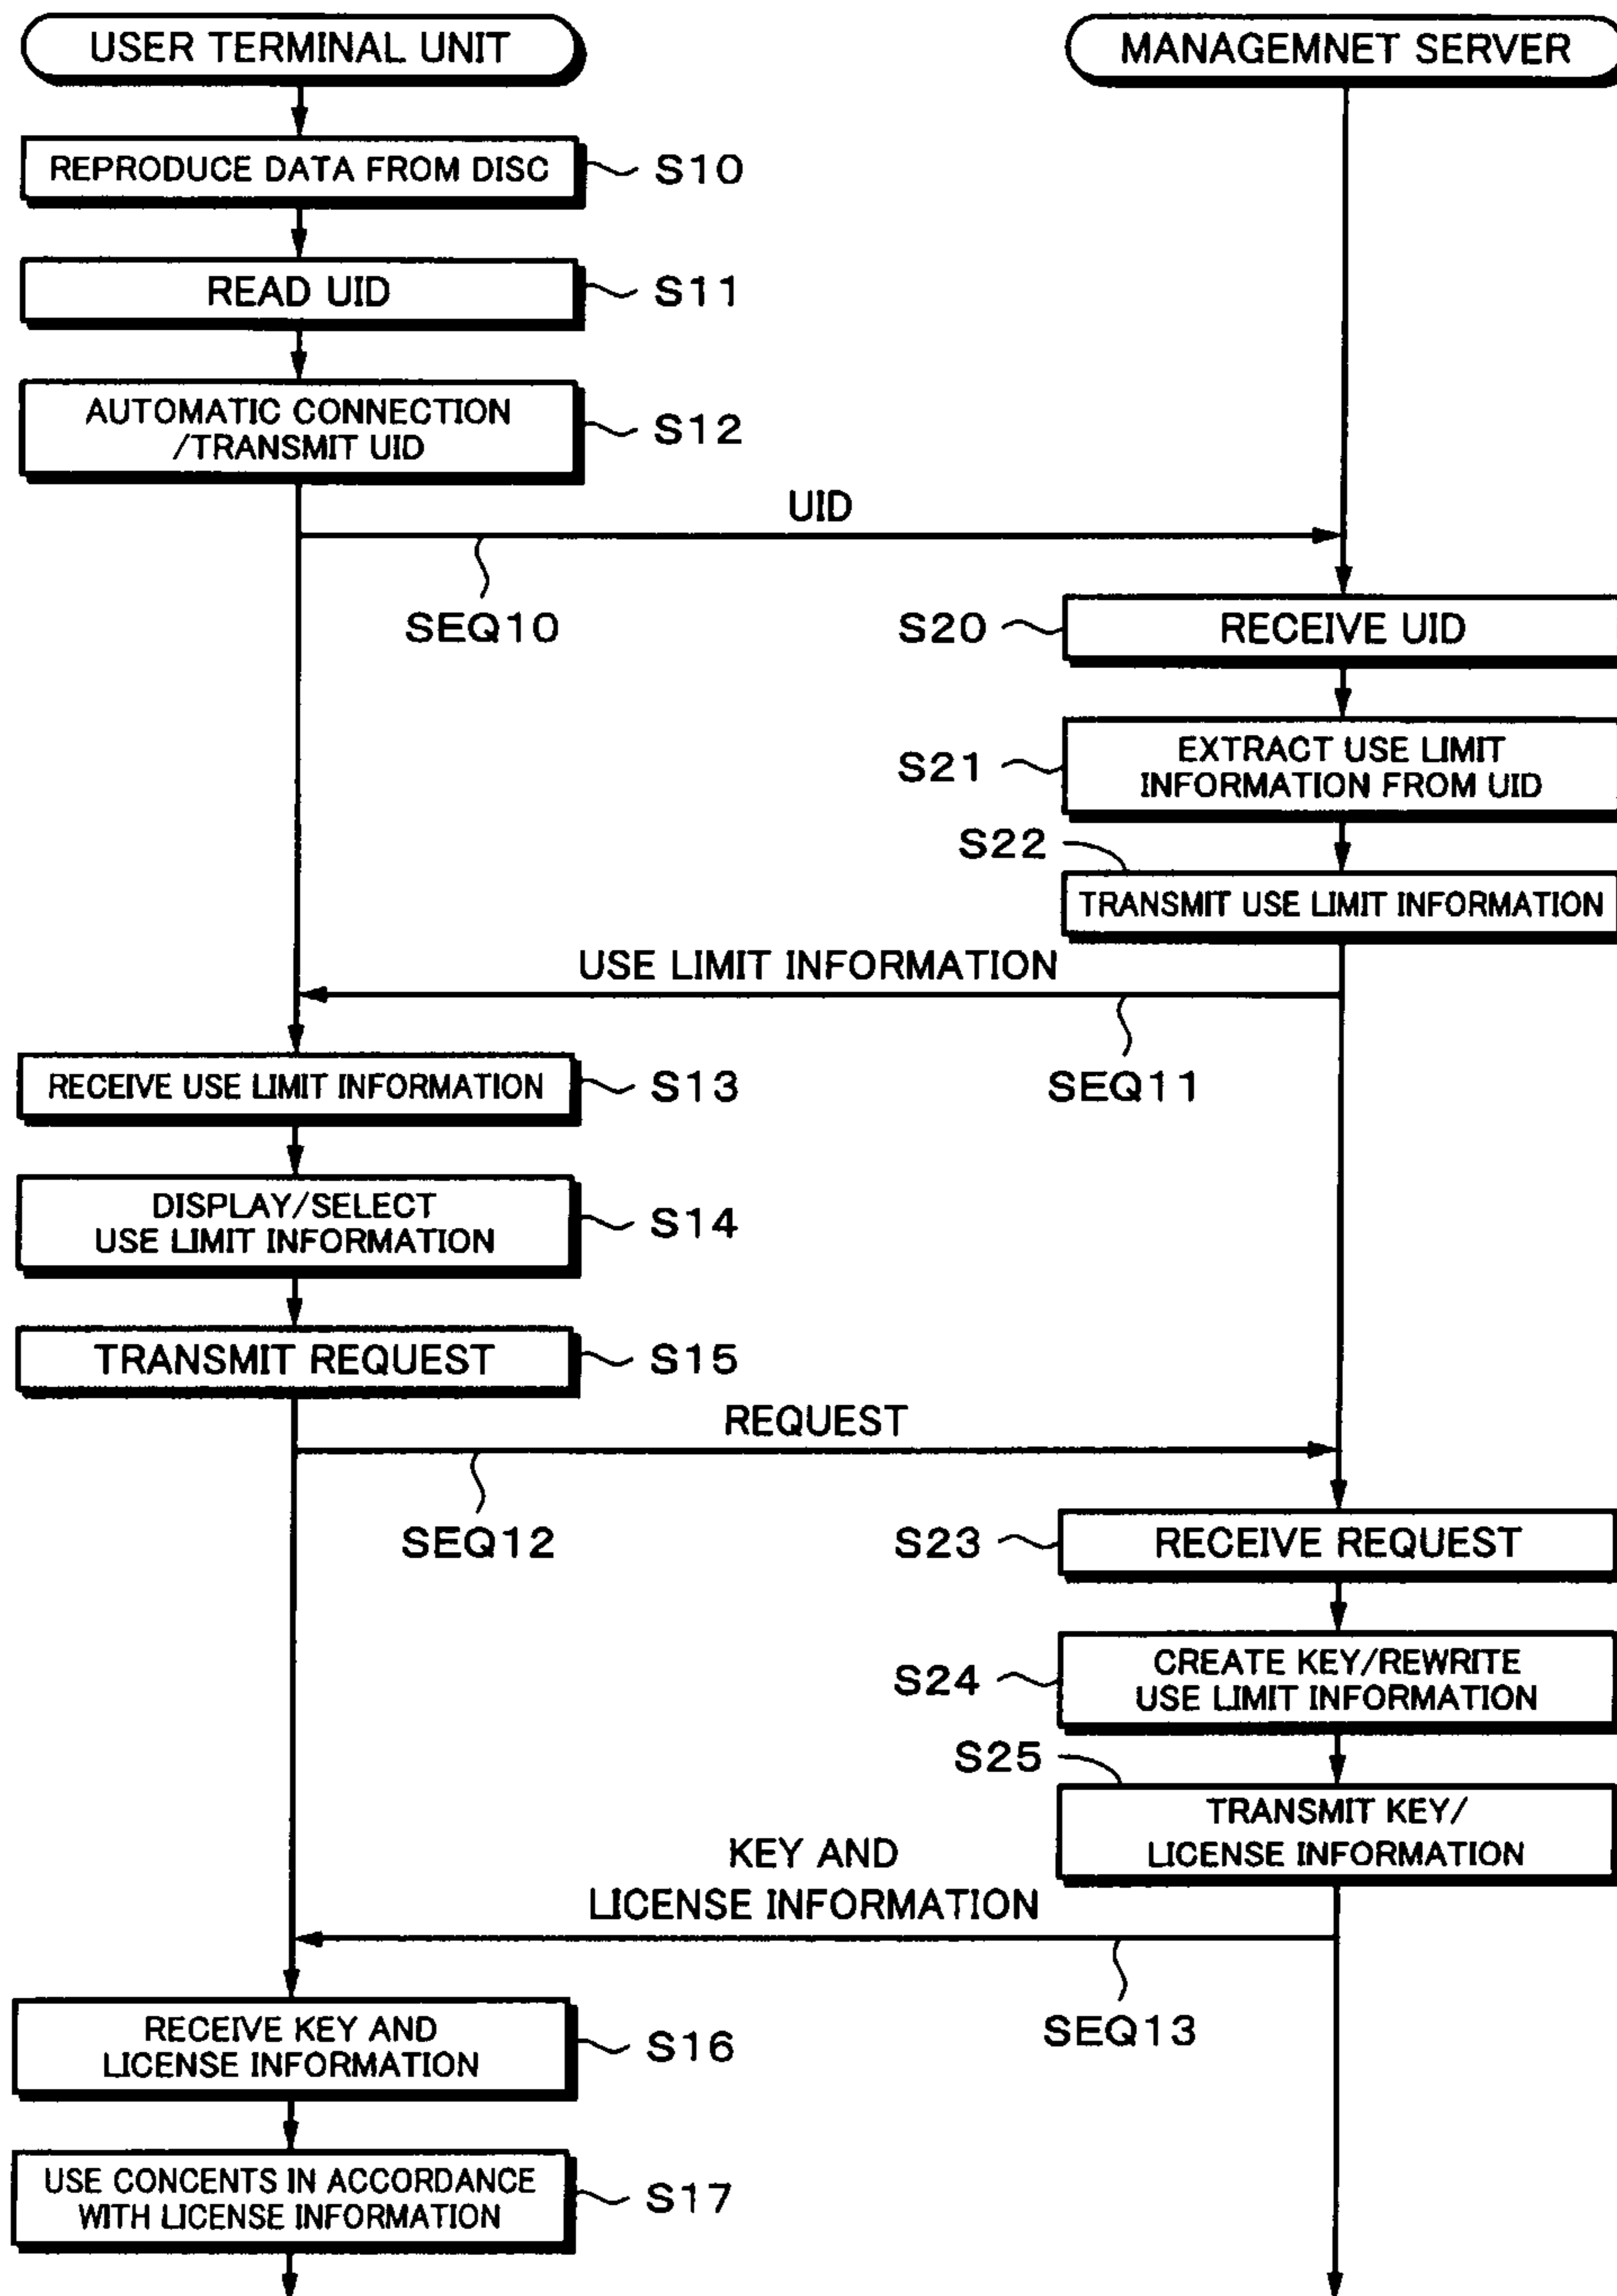 USER TERMINAL UNIT
MANAGEMNET SERVER
REPRODUCE DATA FROM DISC
S10
READ UID
S11
AUTOMATIC CONNECTION
/TRANSMIT UID
S12
UID
SEQ10
S20
RECEIVE UID
S21
EXTRACT USE LIMIT
INFORMATION FROM UID
S22
TRANSMIT USE LIMIT INFORMATION
USE LIMIT INFORMATION
SEQ11
RECEIVE USE LIMIT INFORMATION
S13
DISPLAY/SELECT
USE LIMIT INFORMATION
S14
TRANSMIT REQUEST
S15
REQUEST
SEQ12
S23
RECEIVE REQUEST
S24
CREATE KEY/REWRITE
USE LIMIT INFORMATION
S25
TRANSMIT KEY/
LICENSE INFORMATION
KEY AND
LICENSE INFORMATION
SEQ13
RECEIVE KEY AND
LICENSE INFORMATION
S16
USE CONCENTS IN ACCORDANCE
WITH LICENSE INFORMATION
S17